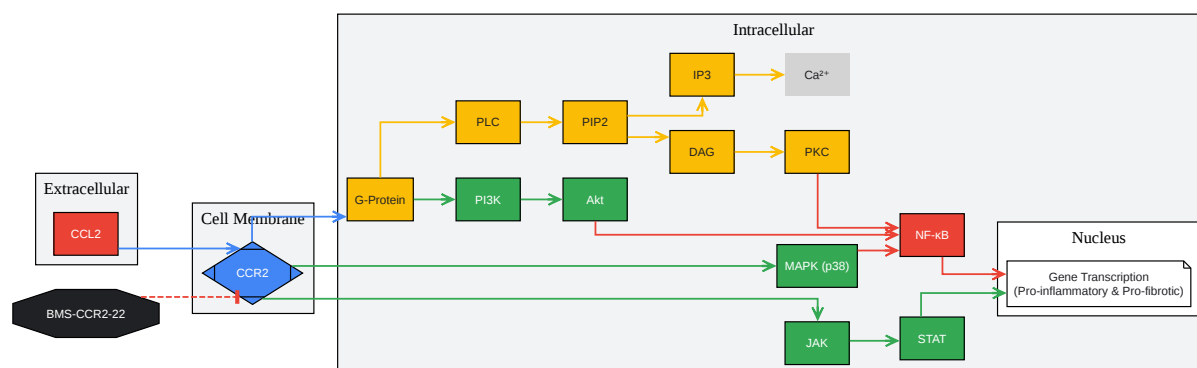 Intracellular
IP3
Ca²⁺
PLC
PIP2
DAG
PKC
Extracellular
CCL2
Cell Membrane
G-Protein
PI3K
Akt
NF-κB
Nucleus
CCR2
MAPK (p38)
Gene Transcription
(Pro-inflammatory & Pro-fibrotic)
BMS-CCR2-22
JAK
STAT